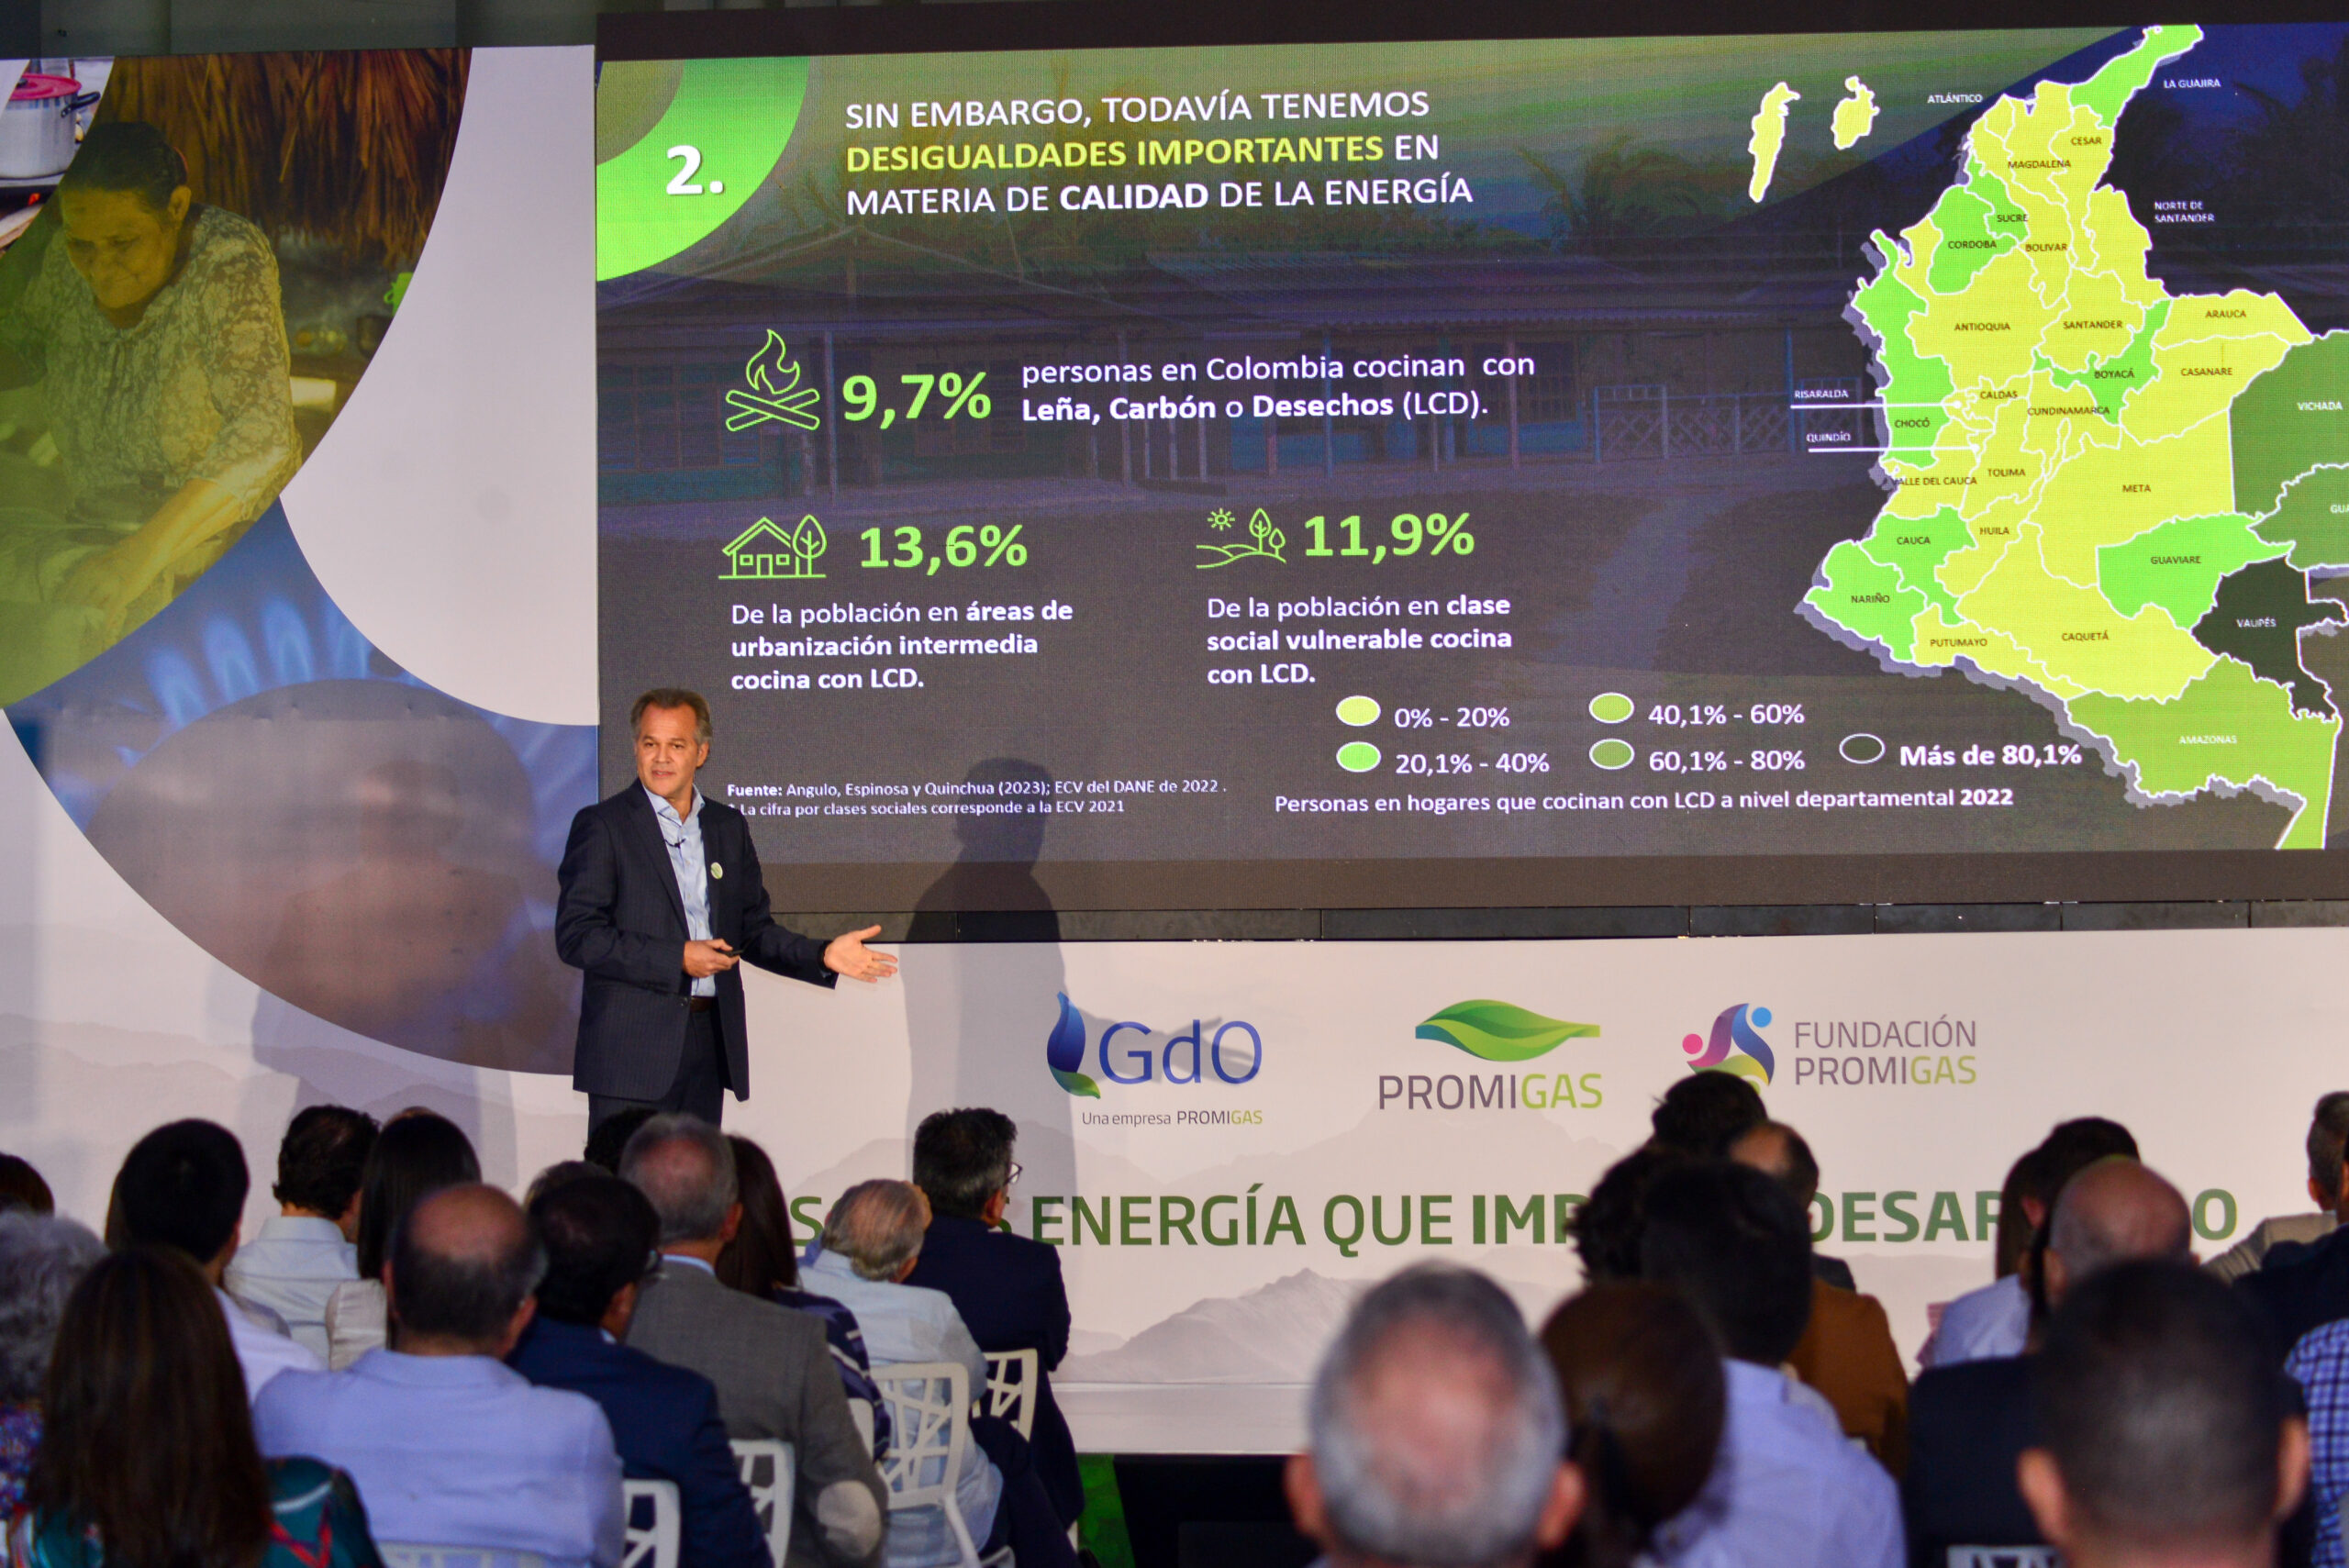 2.
SIN EMBARGO, TODAVÍA TENEMOS
DESIGUALDADES IMPORTANTES EN
MATERIA DE CALIDAD DE LA ENERGÍA
9,7%
personas en Colombia cocinan con
Leña, Carbón o Desechos (LCD).
13,6%
De la población en áreas de
urbanización intermedia
cocina con LCD.
11,9%
De la población en clase
social vulnerable cocina
con LCD.
0% - 20%
20,1% - 40%
40,1% - 60%
60,1% - 80%
Más de 80,1%
Fuente: Angulo, Espinosa y Quinchua (2023); ECV del DANE de 2022 .
* La cifra por clases sociales corresponde a la ECV 2021
Personas en hogares que cocinan con LCD a nivel departamental 2022
LA GUAJIRA
ATLÁNTICO
CESAR
MAGDALENA
NORTE DE
SANTANDER
SUCRE
CORDOBA
BOLIVAR
ANTIOQUIA
SANTANDER
ARAUCA
BOYACÁ
CASANARE
RISARALDA
CALDAS
CUNDINAMARCA
VICHADA
CHOCÓ
QUINDÍO
TOLIMA
ALLE DEL CAUCA
META
GUA
HUILA
CAUCA
GUAVIARE
NARIÑO
VAUPÉS
PUTUMAYO
CAQUETÁ
AMAZONAS
GdO
Una empresa PROMIGAS
PROMIGAS
FUNDACIÓN
PROMIGAS
ENERGÍA QUE IMP DESAR O